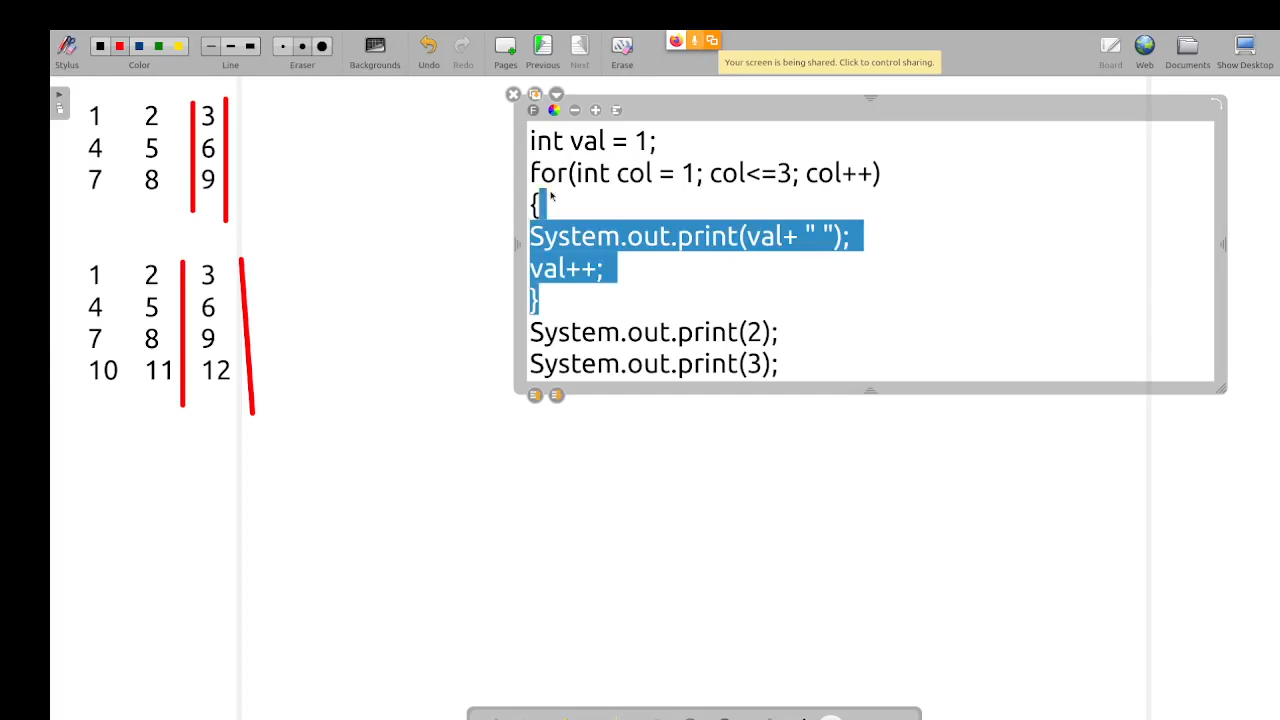 Stylus
Color
Line
Eraser
Backgrounds
Undo
Redo
Pages
Previous
Next
Erase
Your screen is being shared. Click to control sharing.
Board
Web
Documents
Show Desktop
1 2 3
4 5 6
7 8 9
1 2 3
4 5 6
7 8 9
10 11 12
F
int val = 1;
for(int col = 1; col<=3; col++)
{
System.out.print(val+ " ");
val++;
}
System.out.print(2);
System.out.print(3);